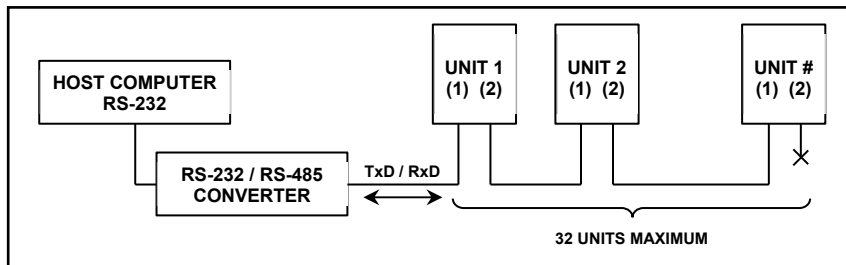 HOST COMPUTER
RS-232
UNIT 1
(1) (2)
UNIT 2
(1) (2)
UNIT #
(1) (2)
RS-232 / RS-485
CONVERTER
TxD / RxD
32 UNITS MAXIMUM